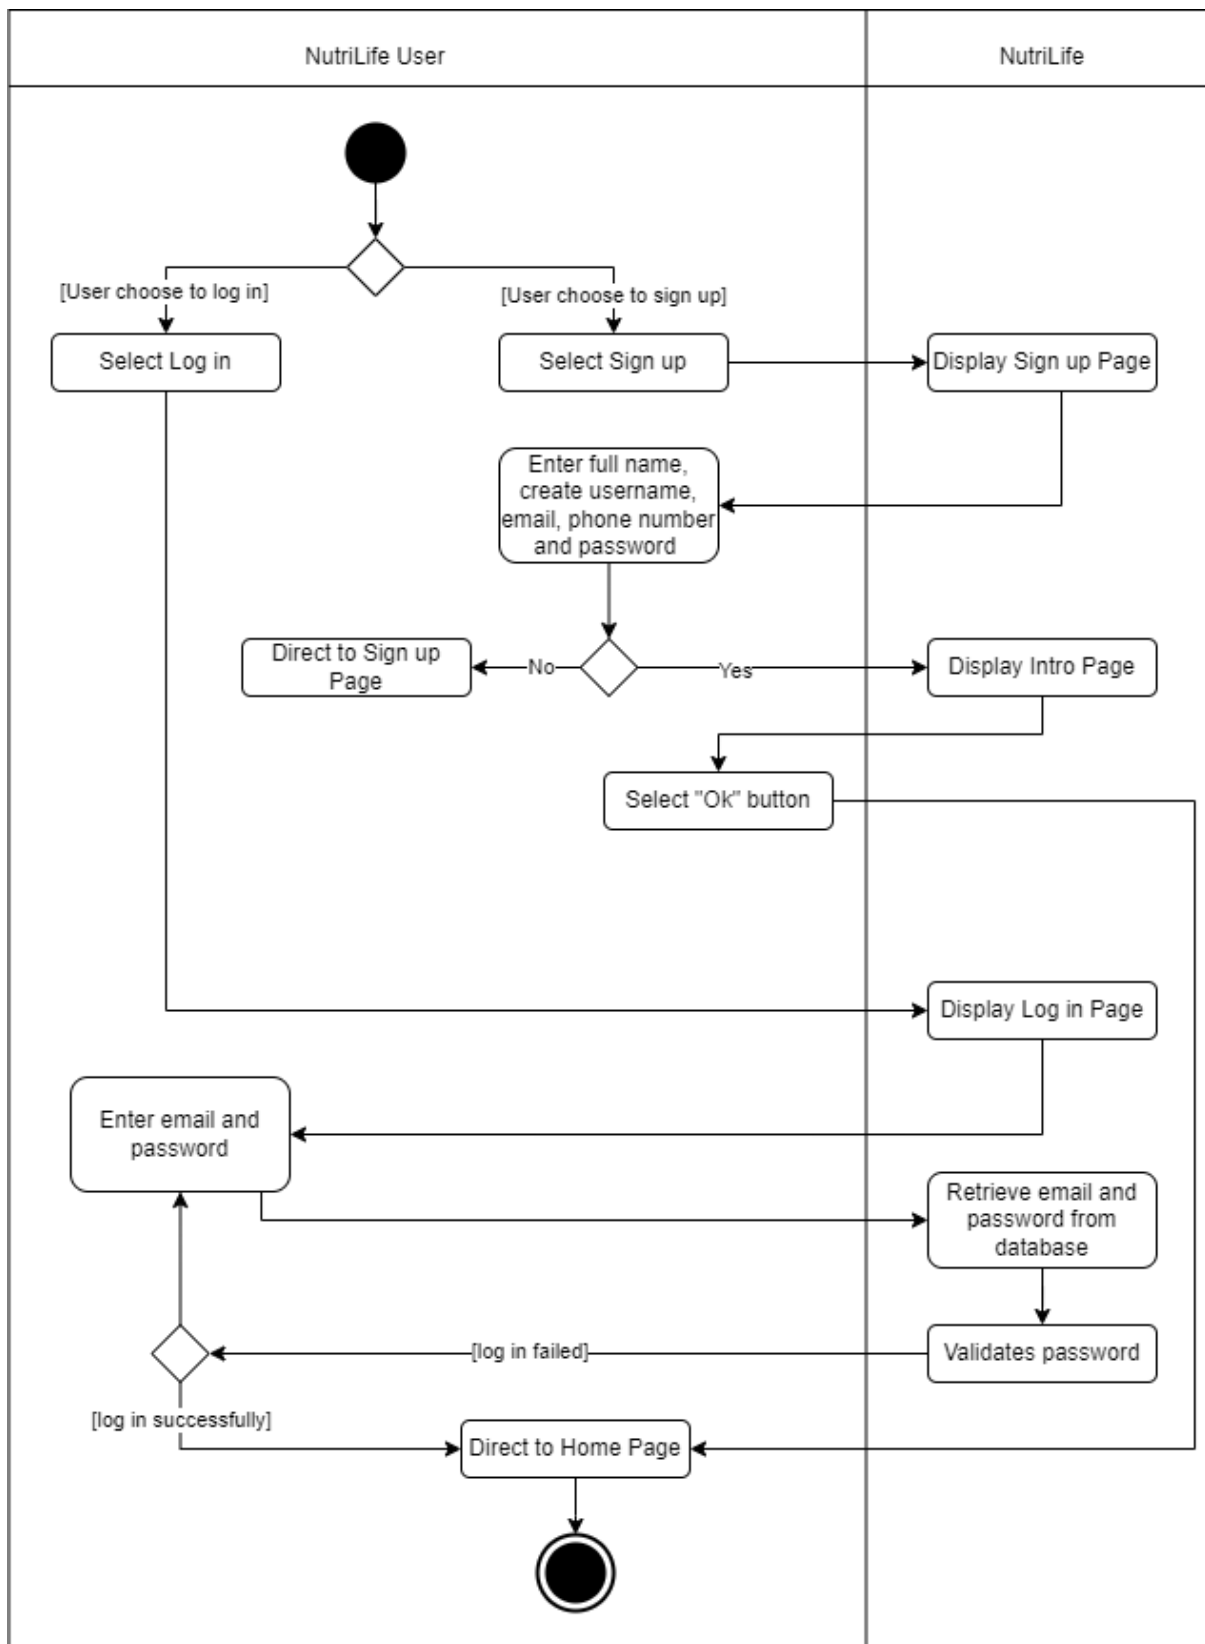 NutriLife User
NutriLife
[User choose to log in]
[User choose to sign up]
Select Log in
Select Sign up
Display Sign up Page
Enter full name,
create username,
email, phone number
and password
Direct to Sign up
Page
No
Yes
Display Intro Page
Select "Ok" button
Display Log in Page
Enter email and
password
Retrieve email and
password from
database
[log in failed]
Validates password
[log in successfully]
Direct to Home Page